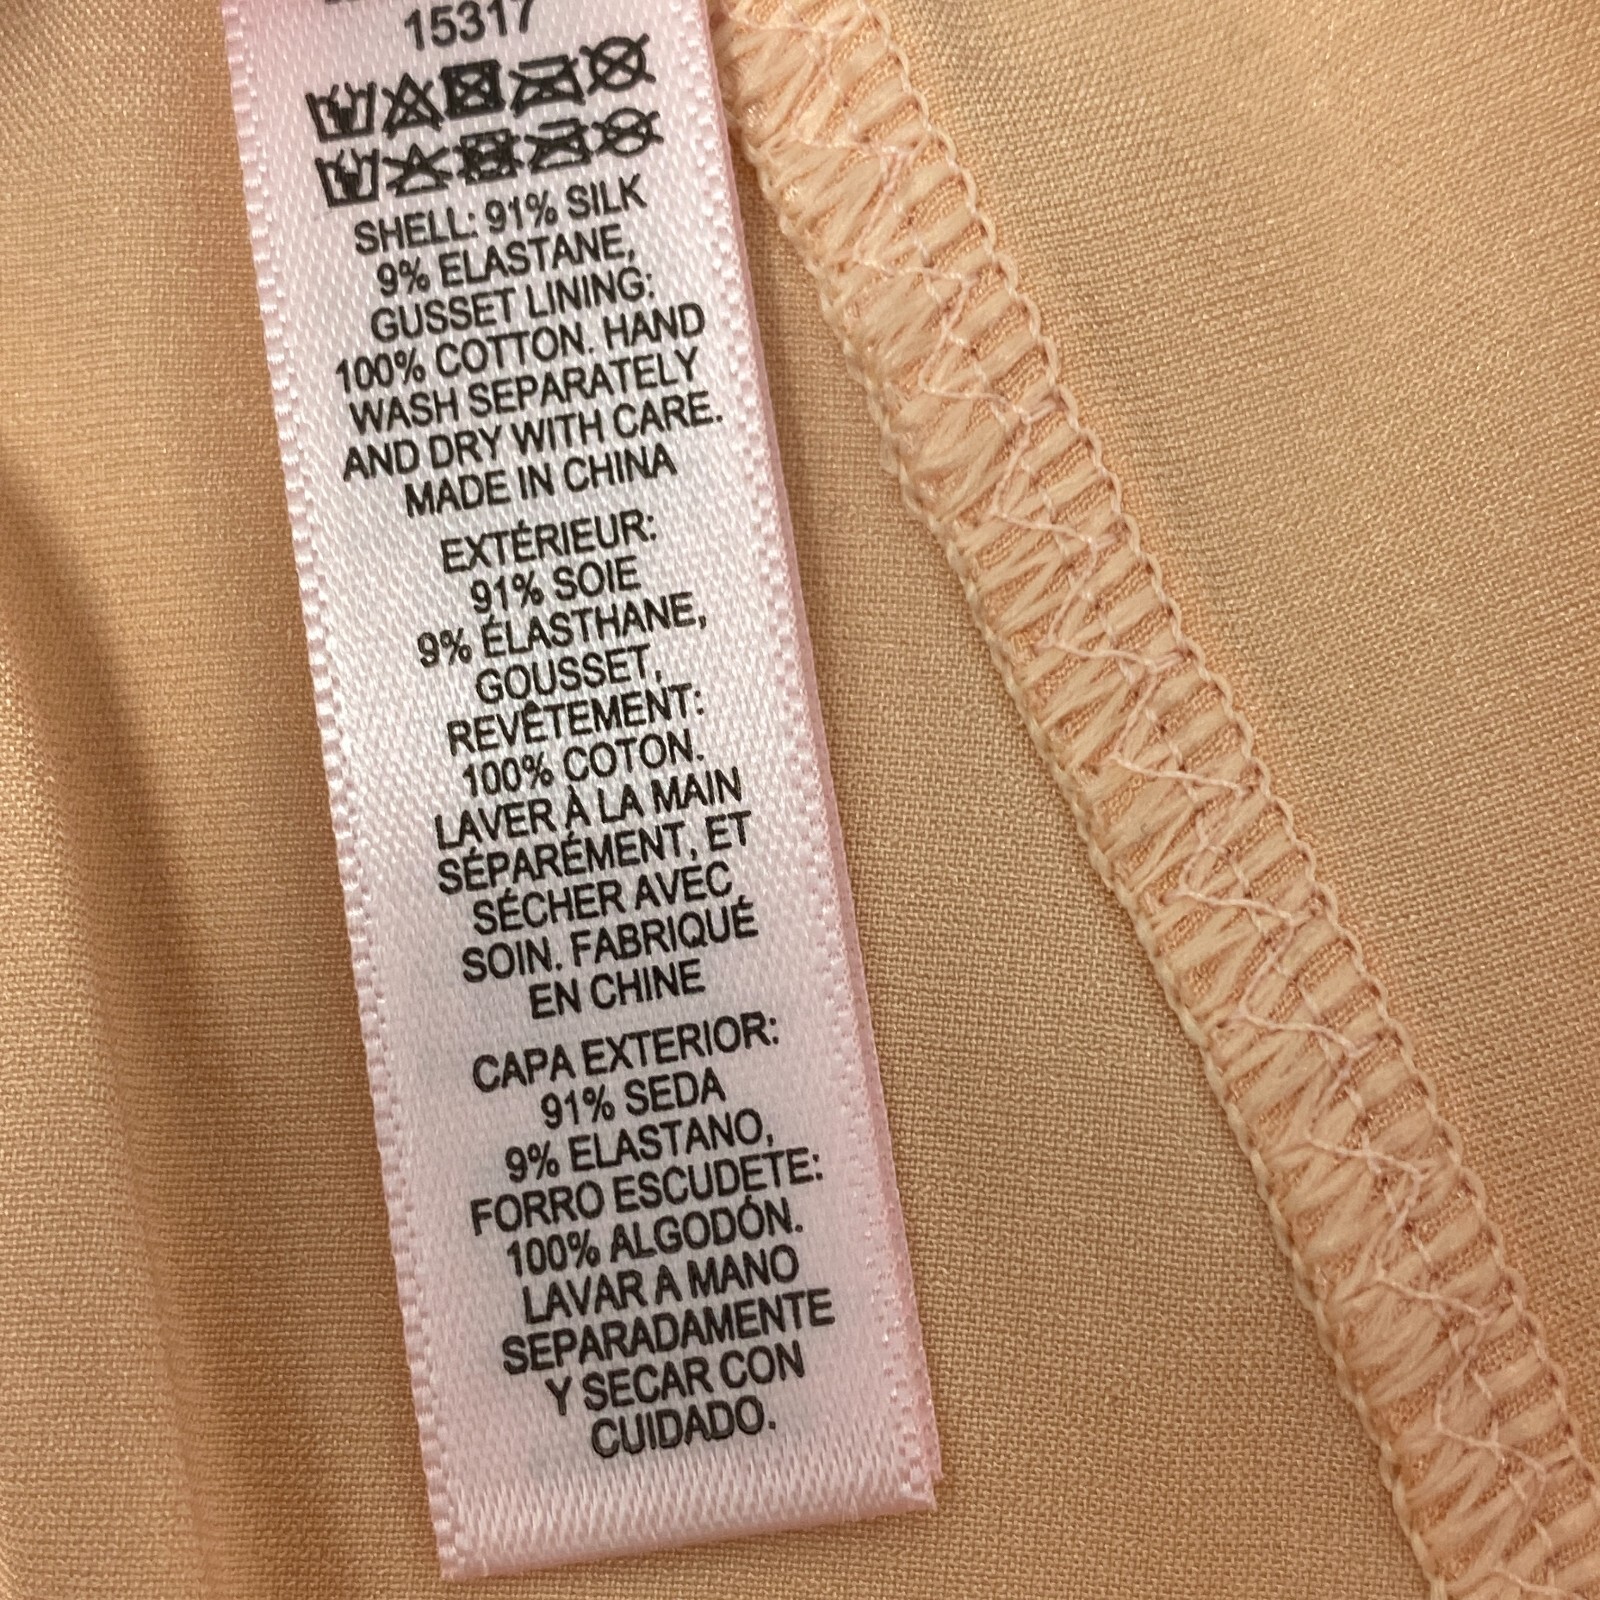 15317
SHELL: 91% SILK
9% ELASTANE,
GUSSET LINING:
100% COTTON. HAND
WASH SEPARATELY
AND DRY WITH CARE.
MADE IN CHINA
EXTÉRIEUR:
91% SOIE
9% ÉLASTHANE,
GOUSSET,
REVÊTEMENT:
100% COTON.
LAVER À LA MAIN
SÉPARÉMENT, ET
SÉCHER AVEC
SOIN. FABRIQUÉ
EN CHINE
CAPA EXTERIOR:
91% SEDA
9% ELASTANO,
FORRO ESCUDETE:
100% ALGODÓN.
LAVAR A MANO
SEPARADAMENTE
Y SECAR CON
CUIDADO.